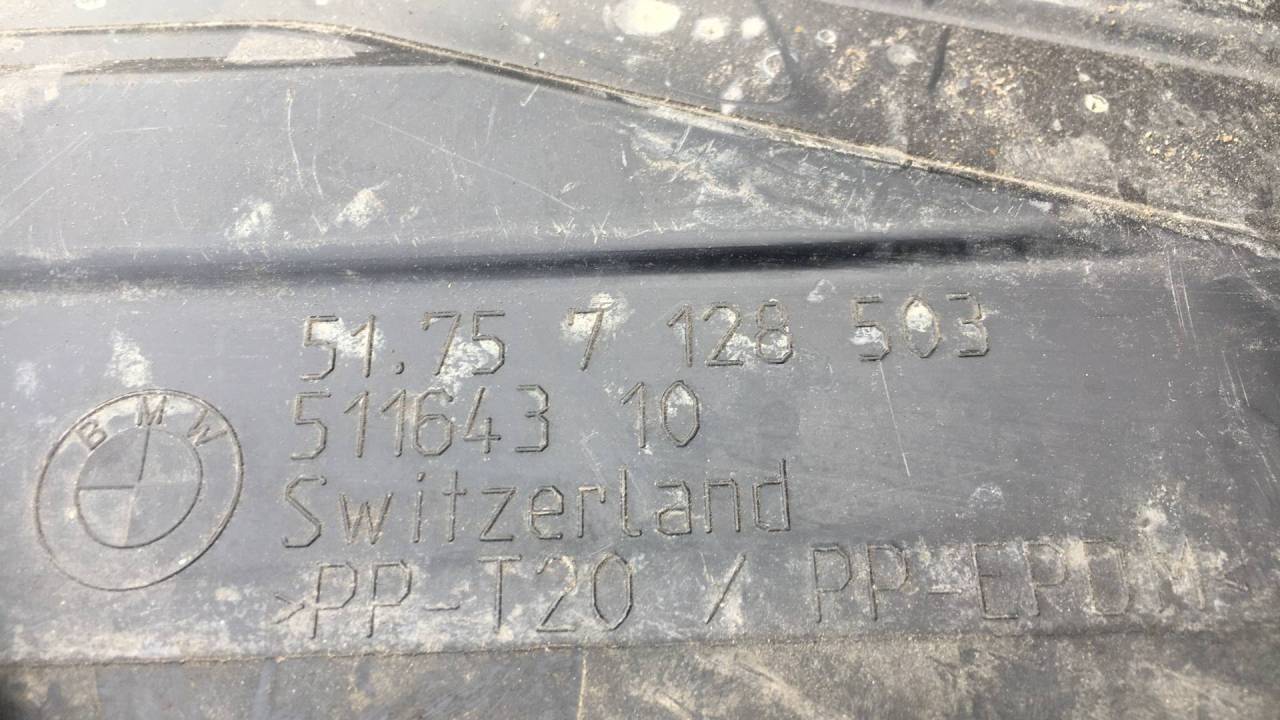 BMW
51.75 7 128 503
511643 10
Switzerland
>PP-T20 / PP-EPDM<